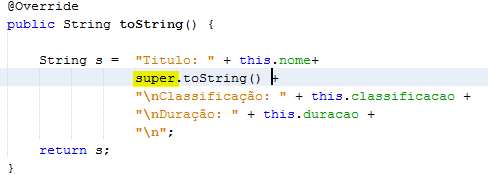 @Override
public String toString() {
String s = "Titulo: " + this.nome+
super.toString() +
"\nClassificação: " + this.classificacao +
"\nDuração: " + this.duracao +
"\n";
return s;
}